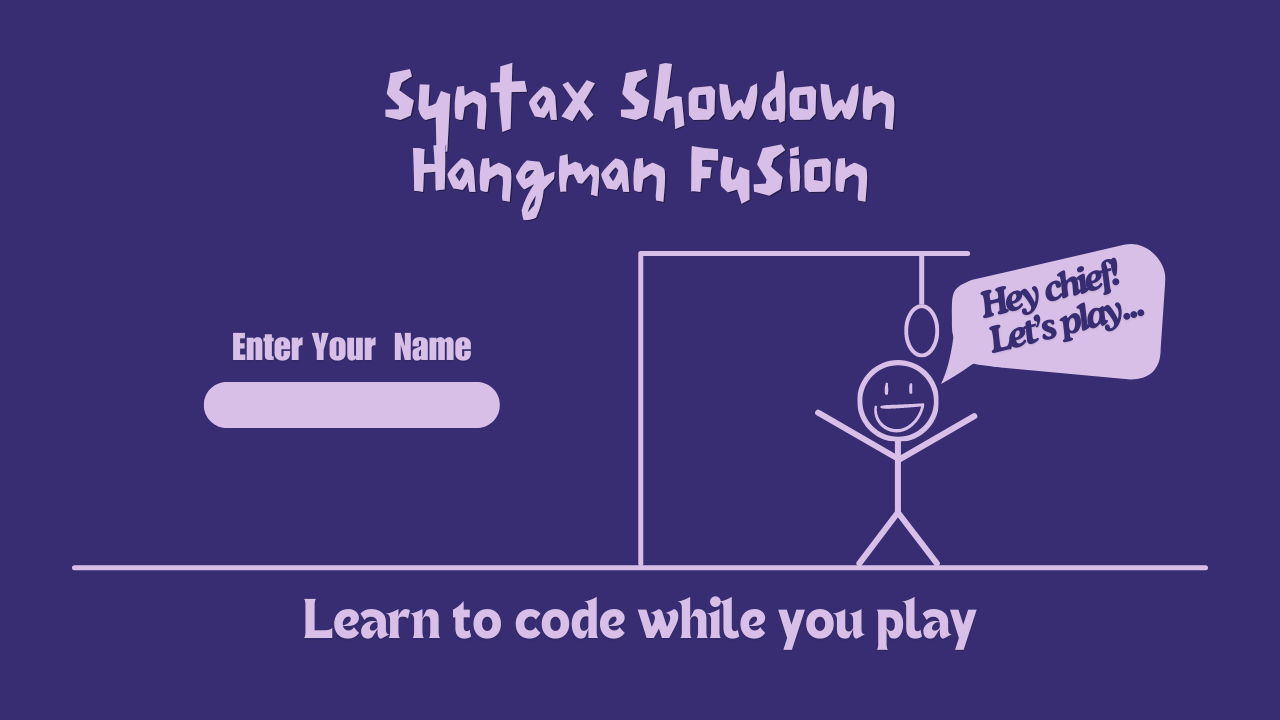 Syntax Showdown
Hangman Fusion
Hey chief!
Let's play...
Enter Your Name
Learn to code while you play